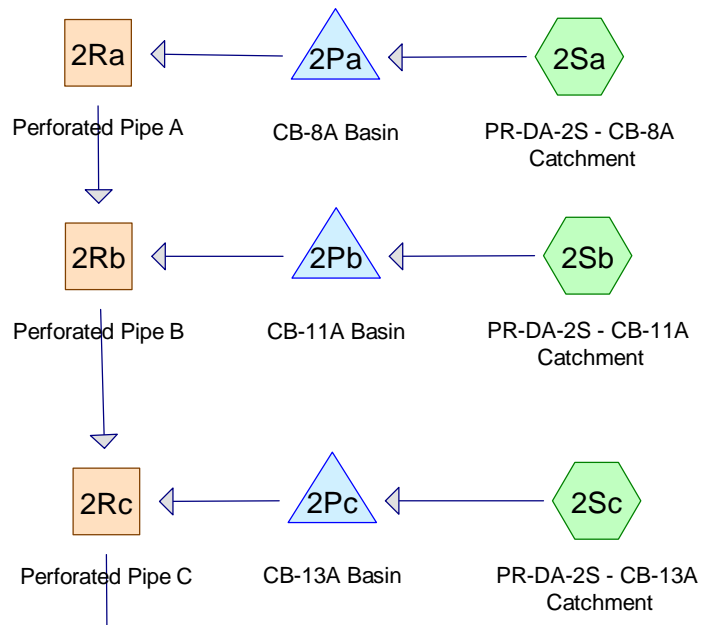 2Ra
2Pa
2Sa
Perforated Pipe A
CB-8A Basin
PR-DA-2S - CB-8A
Catchment
2Rb
2Pb
2Sb
Perforated Pipe B
CB-11A Basin
PR-DA-2S - CB-11A
Catchment
2Rc
2Pc
2Sc
Perforated Pipe C
CB-13A Basin
PR-DA-2S - CB-13A
Catchment